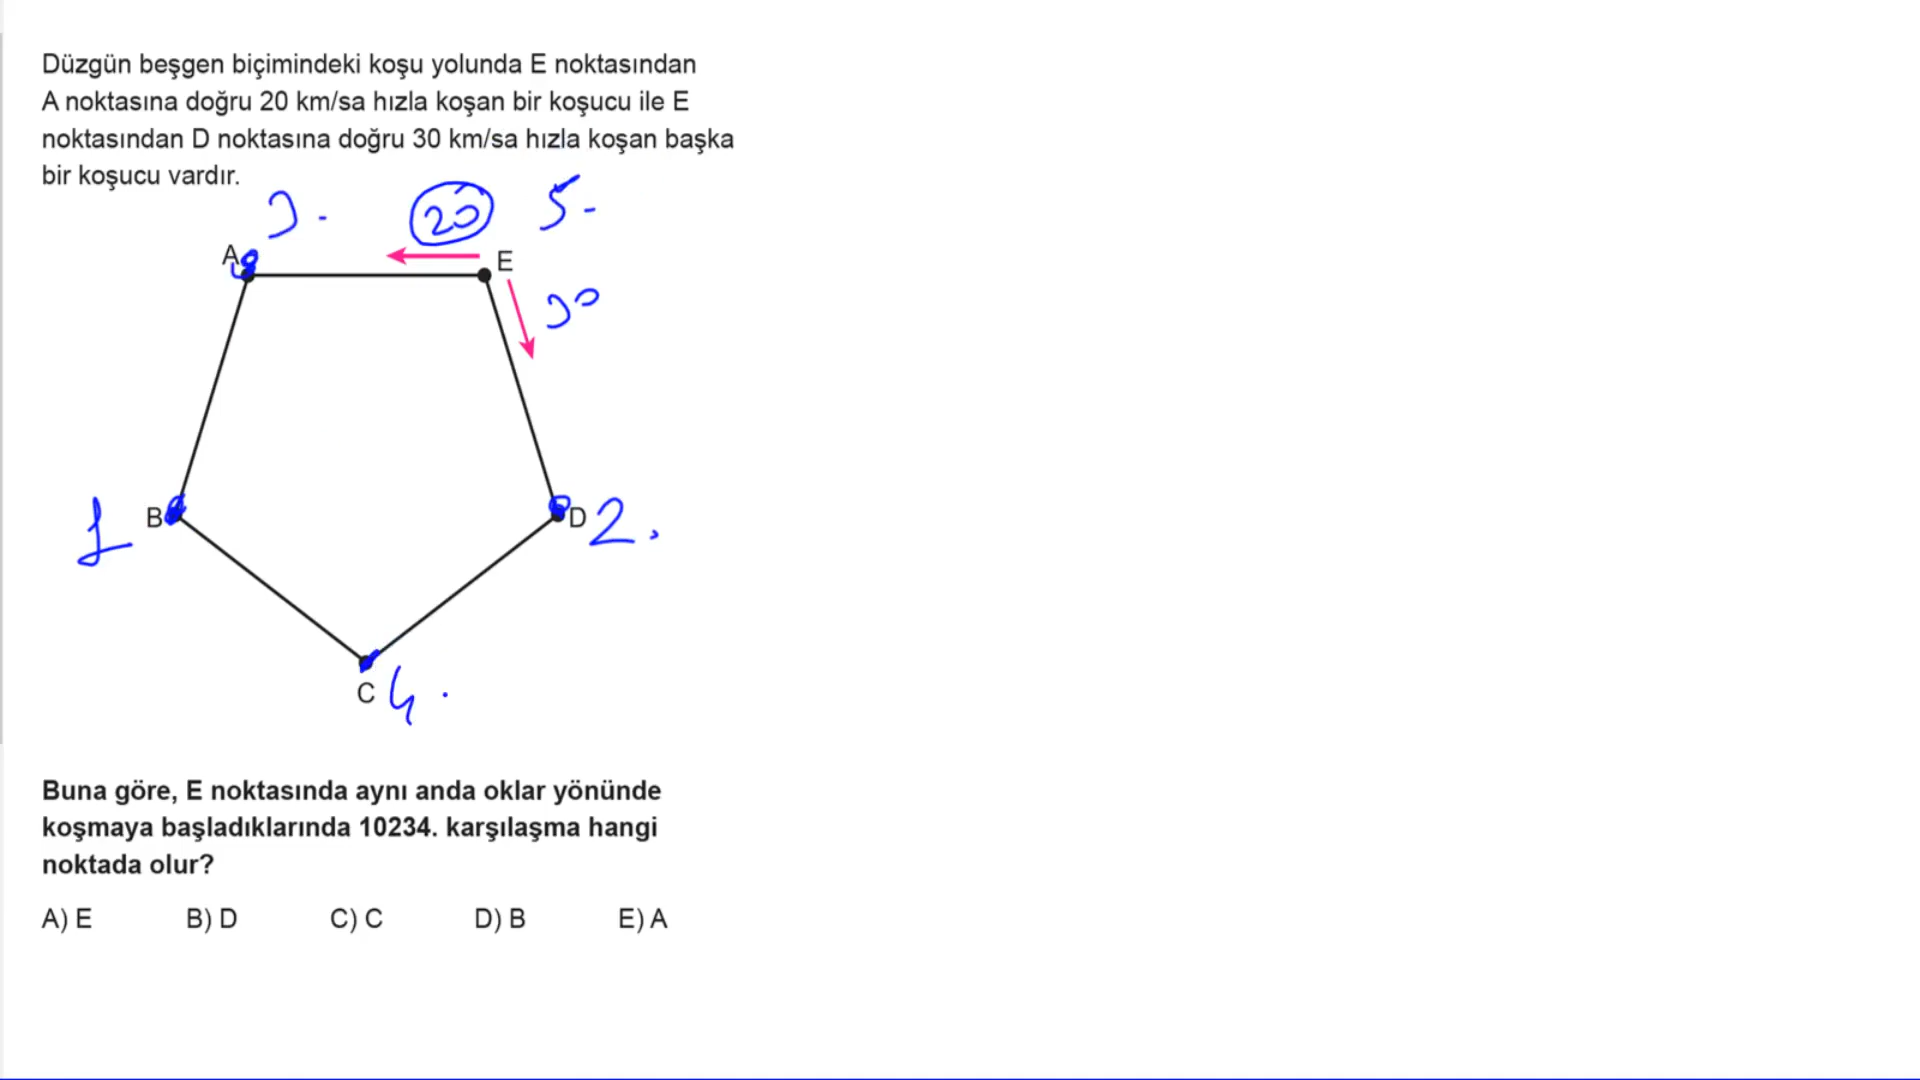 Düzgün beşgen biçimindeki koşu yolunda E noktasından
A noktasına doğru 20 km/sa hızla koşan bir koşucu ile E
noktasından D noktasına doğru 30 km/sa hızla koşan başka
bir koşucu vardır.
3. 20 5.
A E
30
1 B D 2.
C 4.
Buna göre, E noktasında aynı anda oklar yönünde
koşmaya başladıklarında 10234. karşılaşma hangi
noktada olur?
A) E B) D C) C D) B E) A